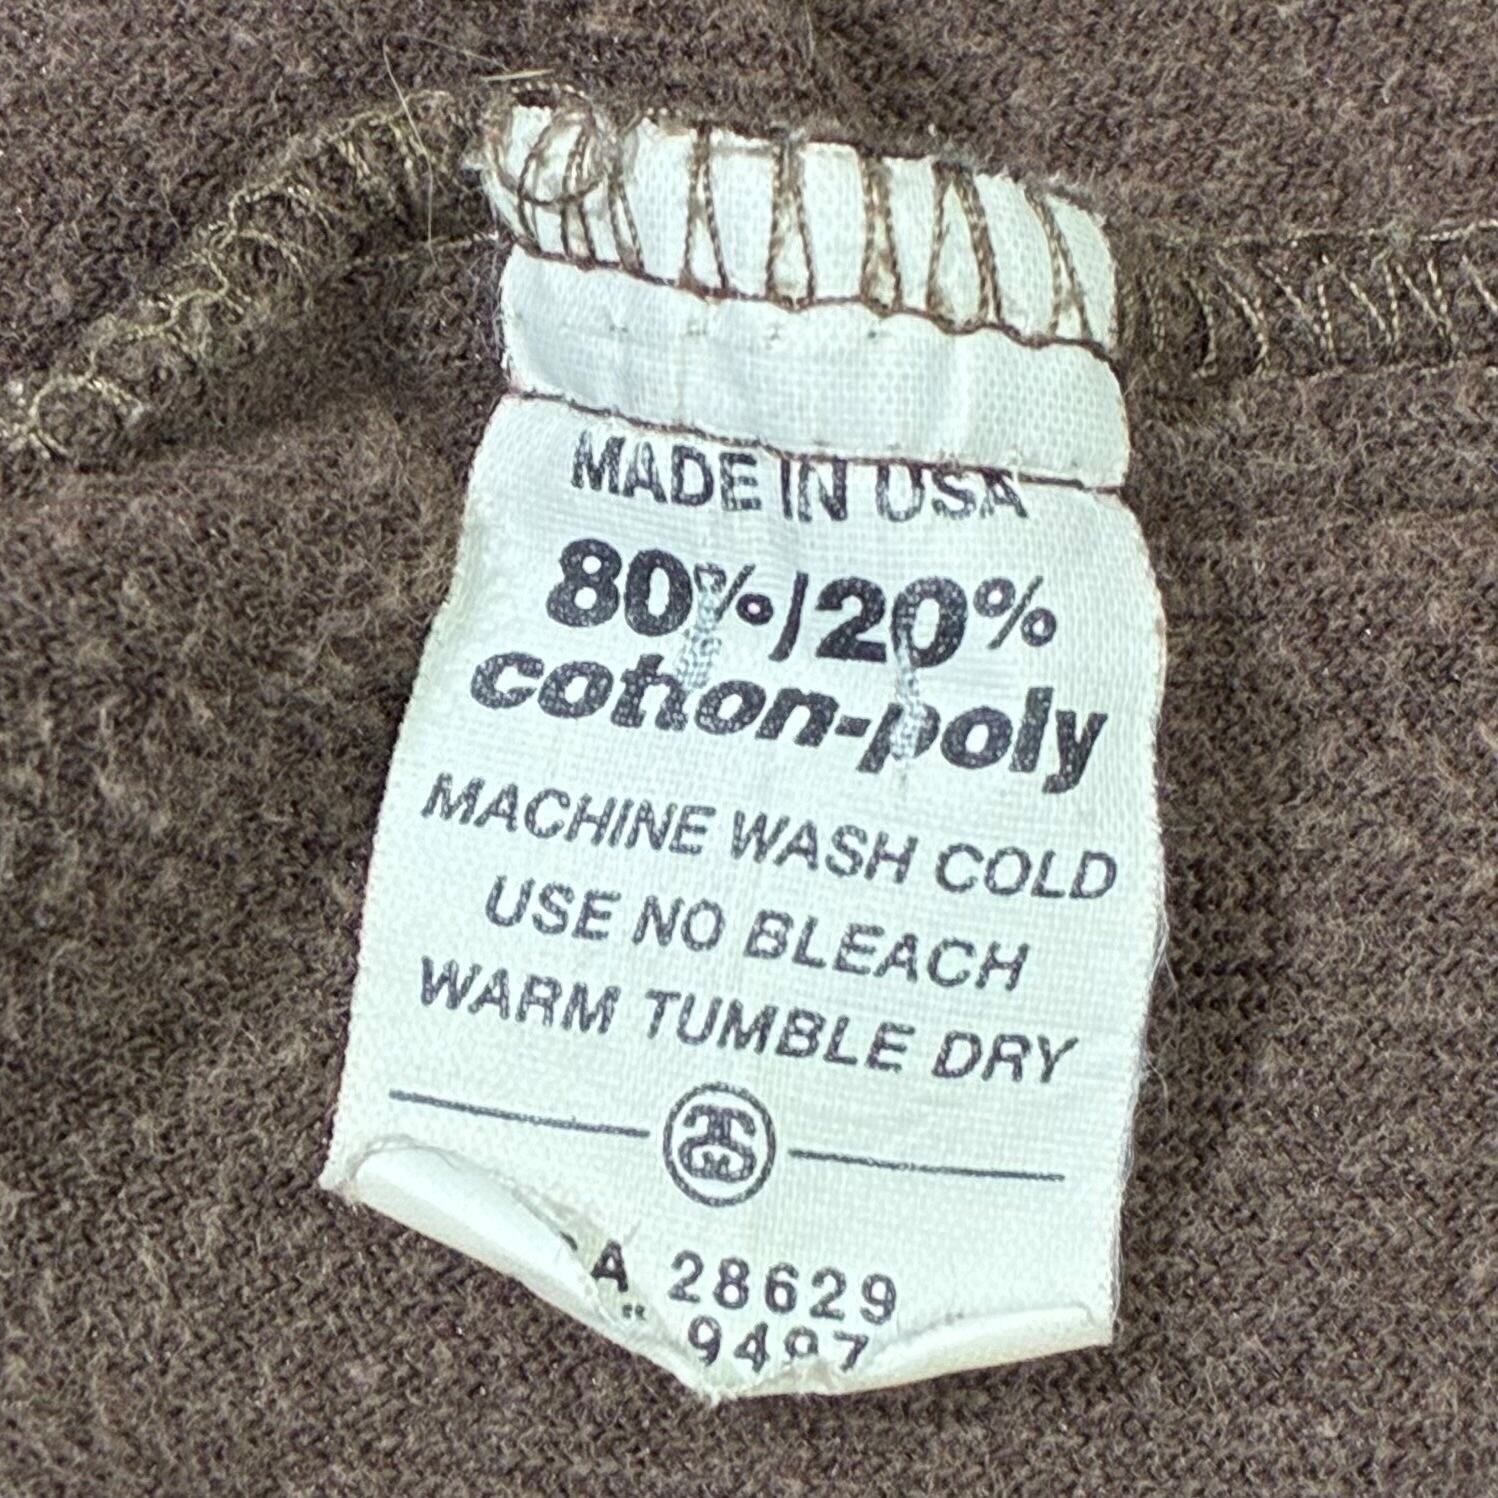 MADE IN USA
80%/20%
cotton-poly
MACHINE WASH COLD
USE NO BLEACH
WARM TUMBLE DRY
A 28629